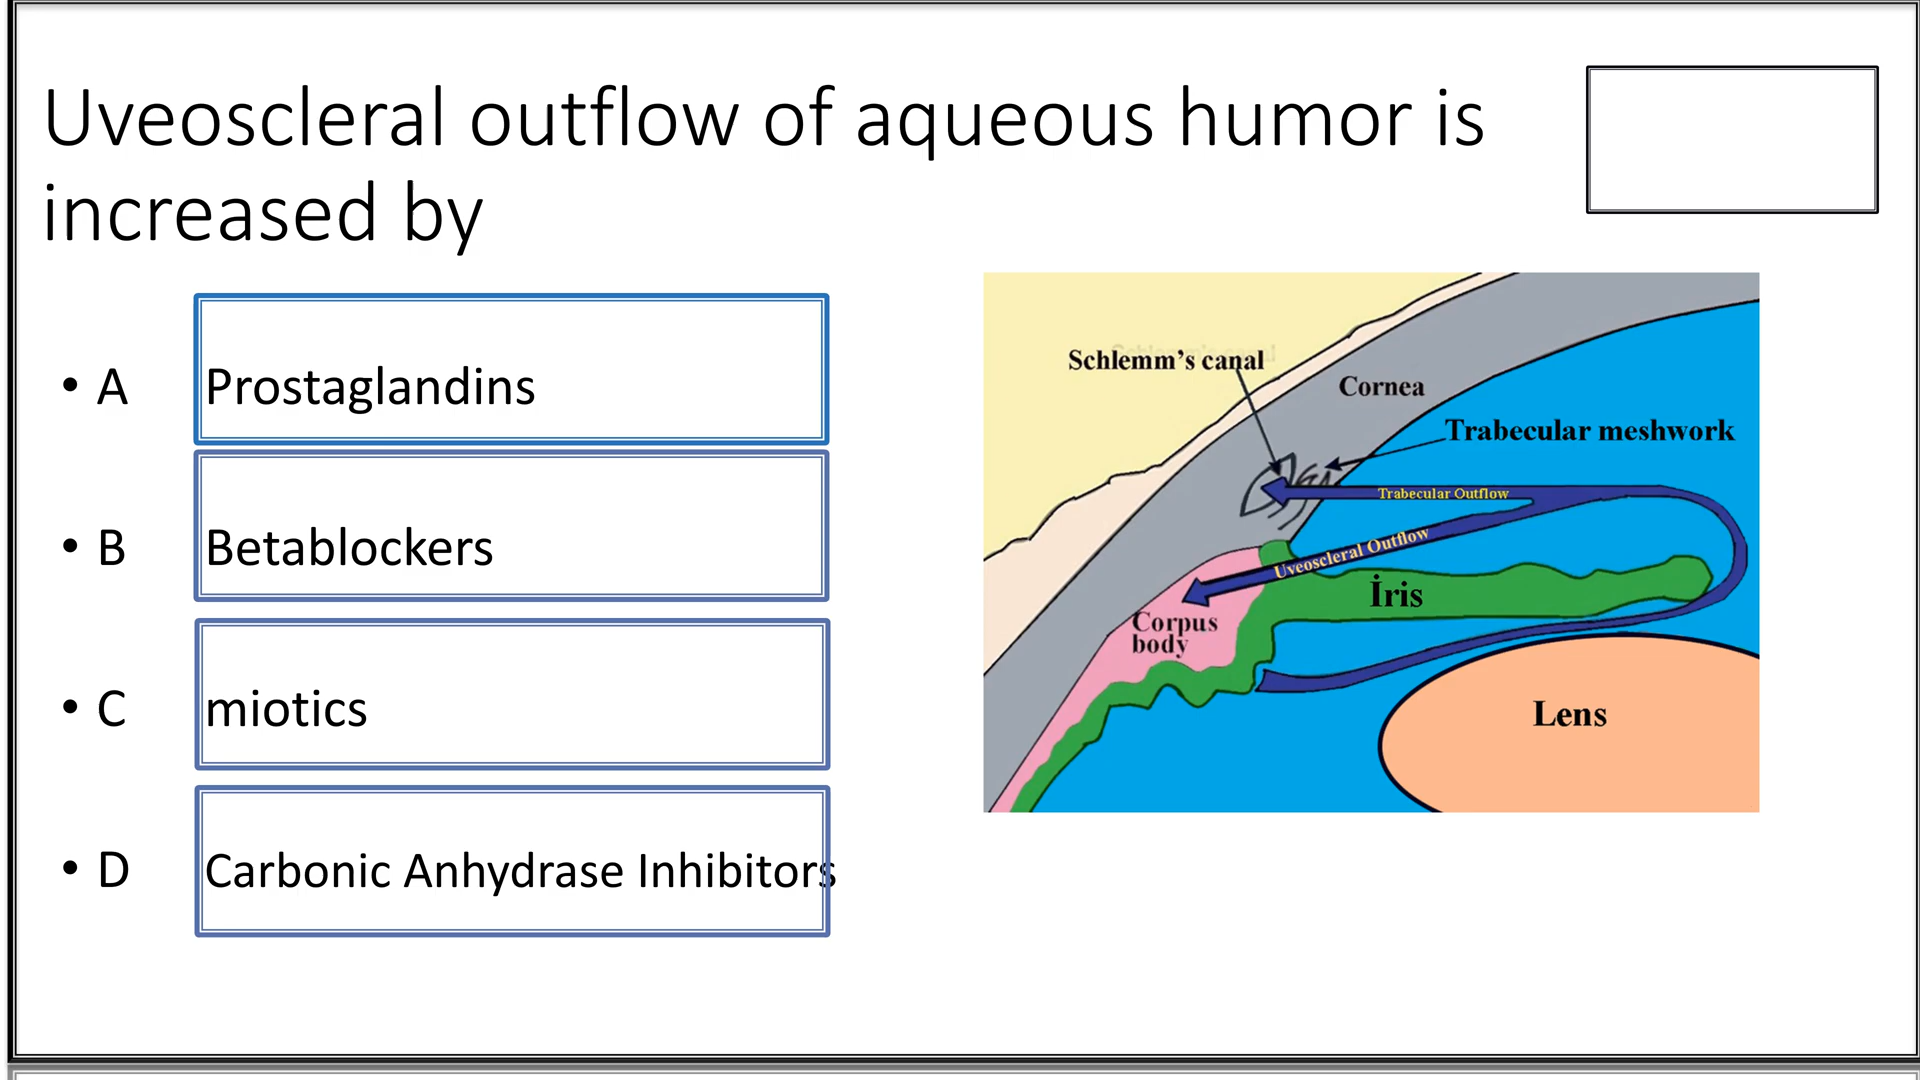 Uveoscleral outflow of aqueous humor is
increased by
• A Prostaglandins
• B Betablockers
• C miotics
• D Carbonic Anhydrase Inhibitors
Schlemm's canal
Cornea
Trabecular meshwork
Trabecular Outflow
Uveoscleral Outflow
İris
Corpus
body
Lens